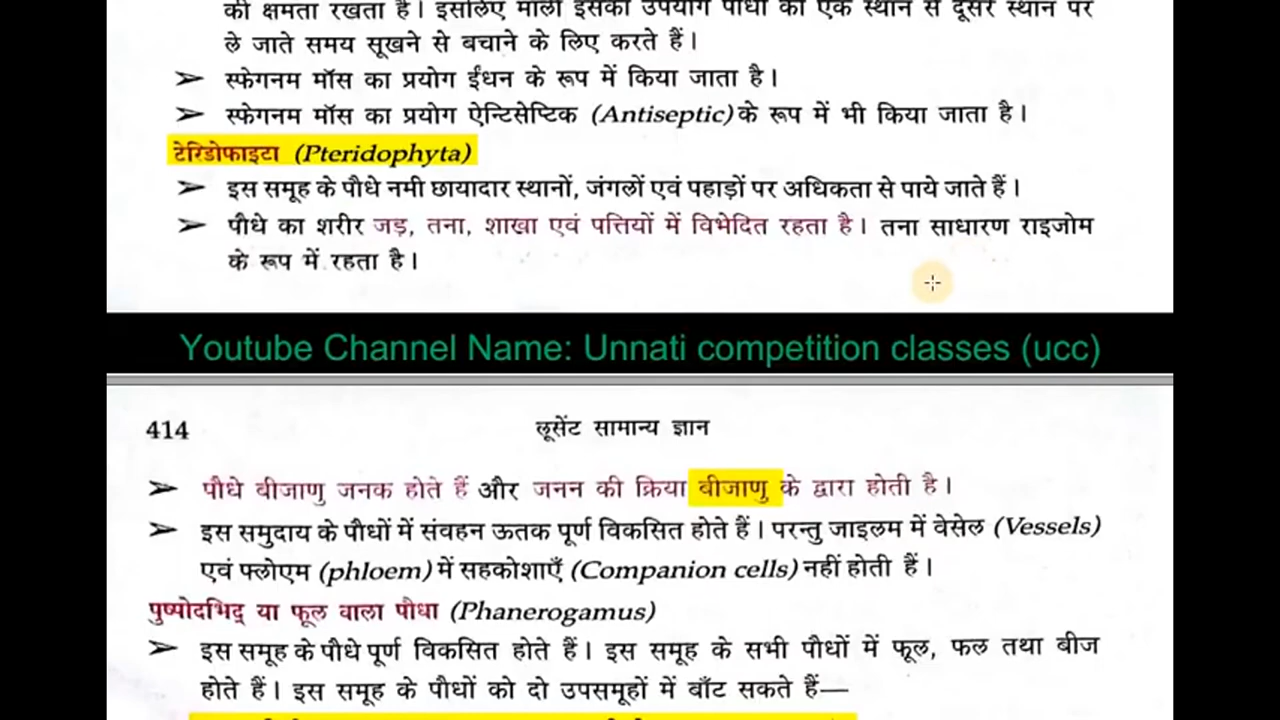 की क्षमता रखता है। इसलिए माली इसका उपयोग पौधों को एक स्थान से दूसरे स्थान पर
ले जाते समय सूखने से बचाने के लिए करते हैं।
➢ स्फेगनम मॉस का प्रयोग ईंधन के रूप में किया जाता है।
➢ स्फेगनम मॉस का प्रयोग ऐन्टिसेप्टिक (Antiseptic) के रूप में भी किया जाता है।
टेरिडोफाइटा (Pteridophyta)
➢ इस समूह के पौधे नमी छायादार स्थानों, जंगलों एवं पहाड़ों पर अधिकता से पाये जाते हैं।
➢ पौधे का शरीर जड़, तना, शाखा एवं पत्तियों में विभेदित रहता है। तना साधारण राइजोम
के रूप में रहता है।
Youtube Channel Name: Unnati competition classes (ucc)
414 लूसेंट सामान्य ज्ञान
➢ पौधे बीजाणु जनक होते हैं और जनन की क्रिया बीजाणु के द्वारा होती है।
➢ इस समुदाय के पौधों में संवहन ऊतक पूर्ण विकसित होते हैं। परन्तु जाइलम में वेसेल (Vessels)
एवं फ्लोएम (phloem) में सहकोशाएँ (Companion cells) नहीं होती हैं।
पुष्पोदभिद् या फूल वाला पौधा (Phanerogamus)
➢ इस समूह के पौधे पूर्ण विकसित होते हैं। इस समूह के सभी पौधों में फूल, फल तथा बीज
होते हैं। इस समूह के पौधों को दो उपसमूहों में बाँट सकते हैं—